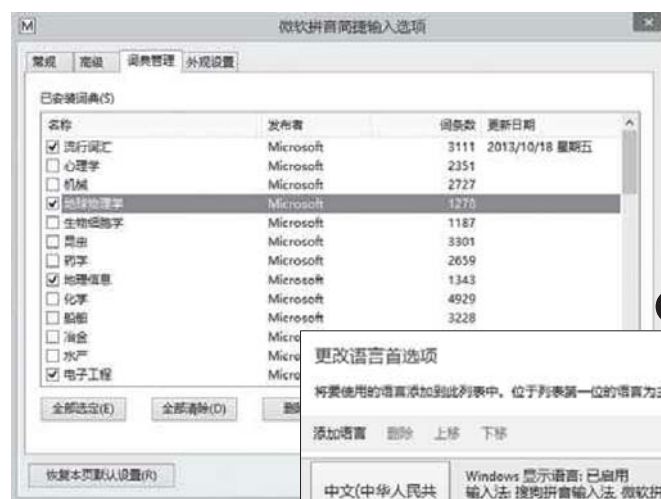 M 微软拼音简捷输入选项
常规 高级 词典管理 外观设置
已安装词典(S)
名称 发布者 词条数 更新日期
流行词汇 Microsoft 3111 2013/10/18 星期五
心理学 Microsoft 2351
机械 Microsoft 2727
地球物理学 Microsoft 1278
生物细胞学 Microsoft 1187
昆虫 Microsoft 3301
药学 Microsoft 2659
地理信息 Microsoft 1343
化学 Microsoft 4929
船舶 Microsoft 3228
冶金 Micro
水产 Micro
电子工程 Micro
全部选定(E) 全部清除(D) 删
恢复本页默认设置(R)
更改语言首选项
将要使用的语言添加到此列表中。位于列表第一位的语言为主
添加语言 删除 上移 下移
中文(中华人民共 Windows 显示语言: 已启用
输入法: 搜狗拼音输入法, 微软拼